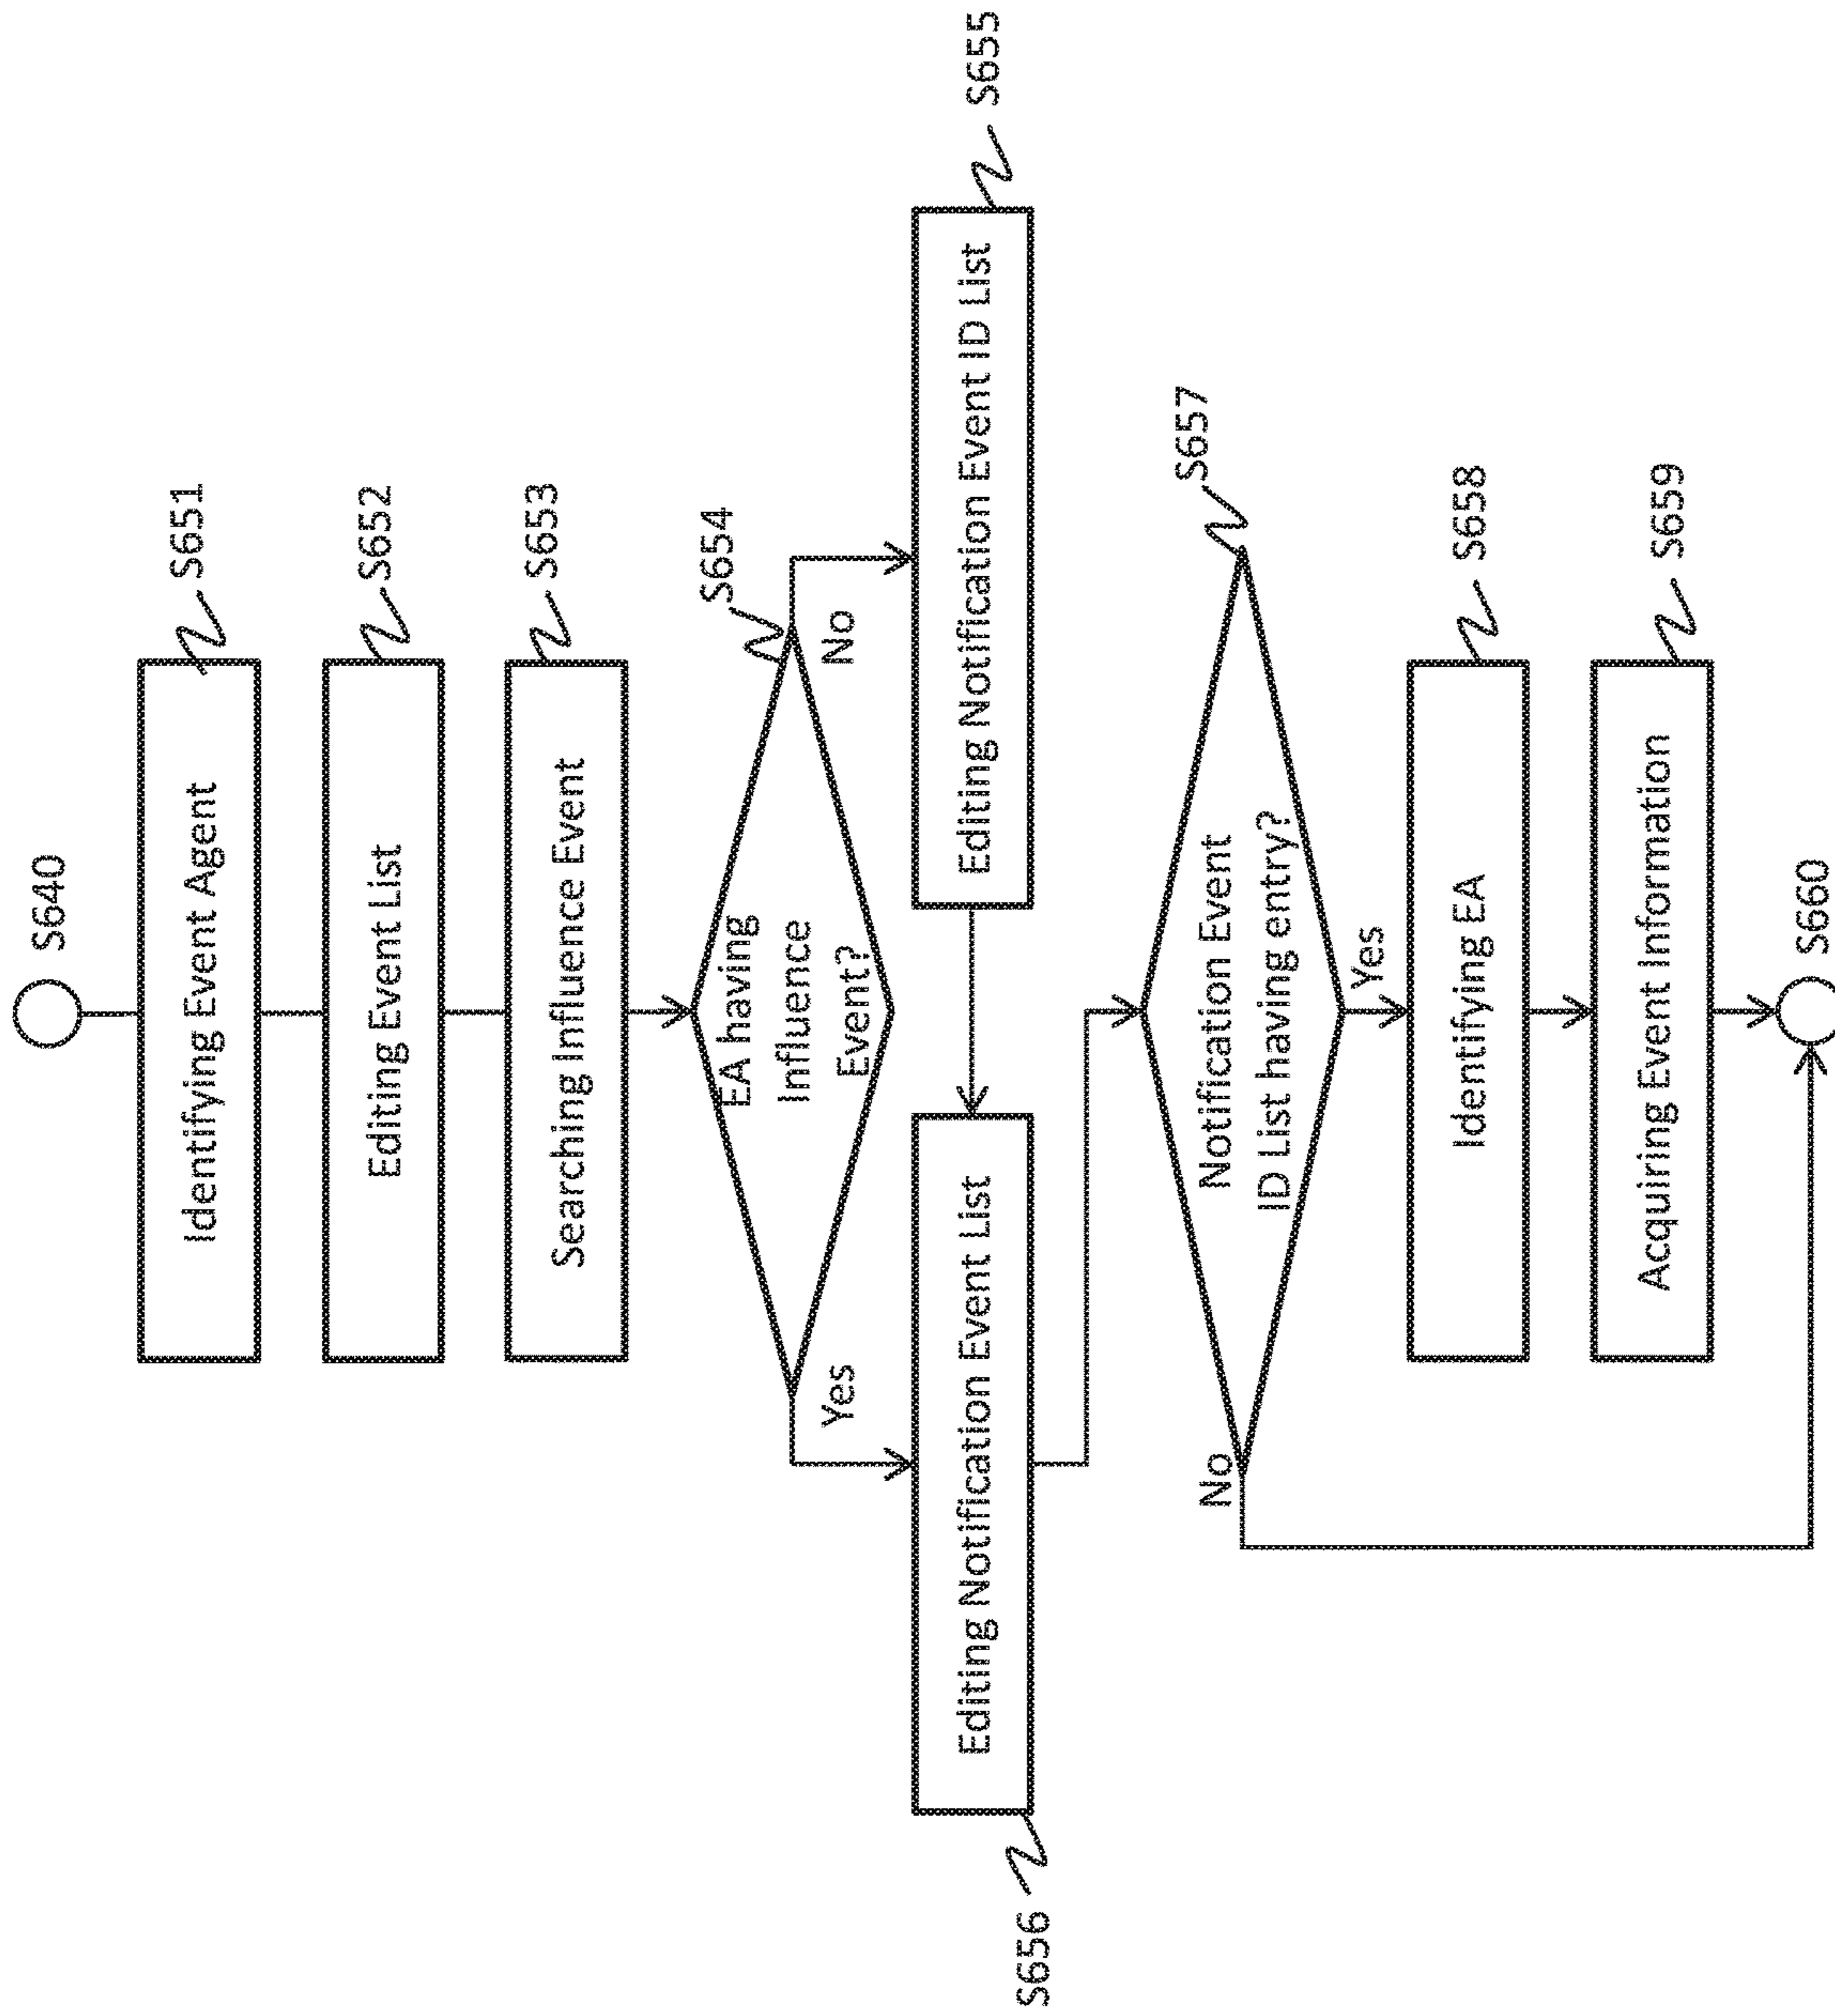 S640
Identifying Event Agent
S651
Editing Event List
S652
Searching Influence Event
S653
EA having
Influence
Event?
S654
Yes
No
Editing Notification Event ID List
S655
Editing Notification Event List
S656
Notification Event
ID List having entry?
S657
No
Yes
Identifying EA
S658
Acquiring Event Information
S659
S660